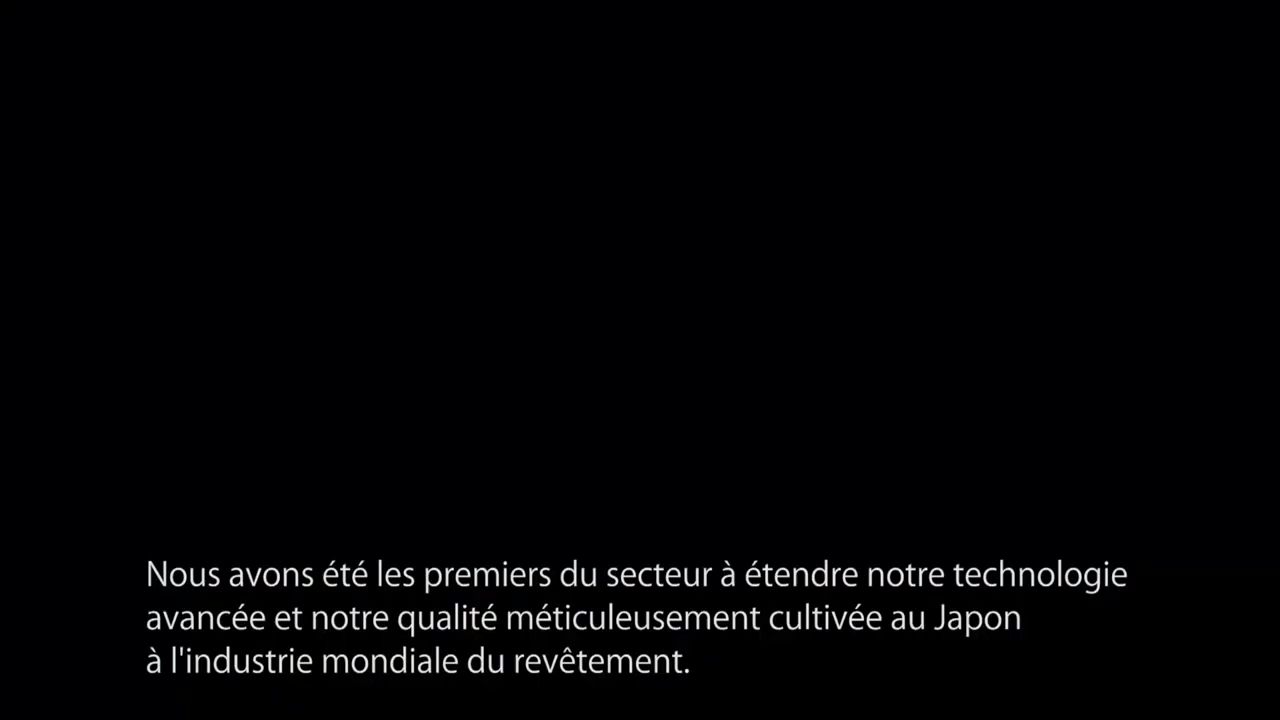 Nous avons été les premiers du secteur à étendre notre technologie
avancée et notre qualité méticuleusement cultivée au Japon
à l'industrie mondiale du revêtement.